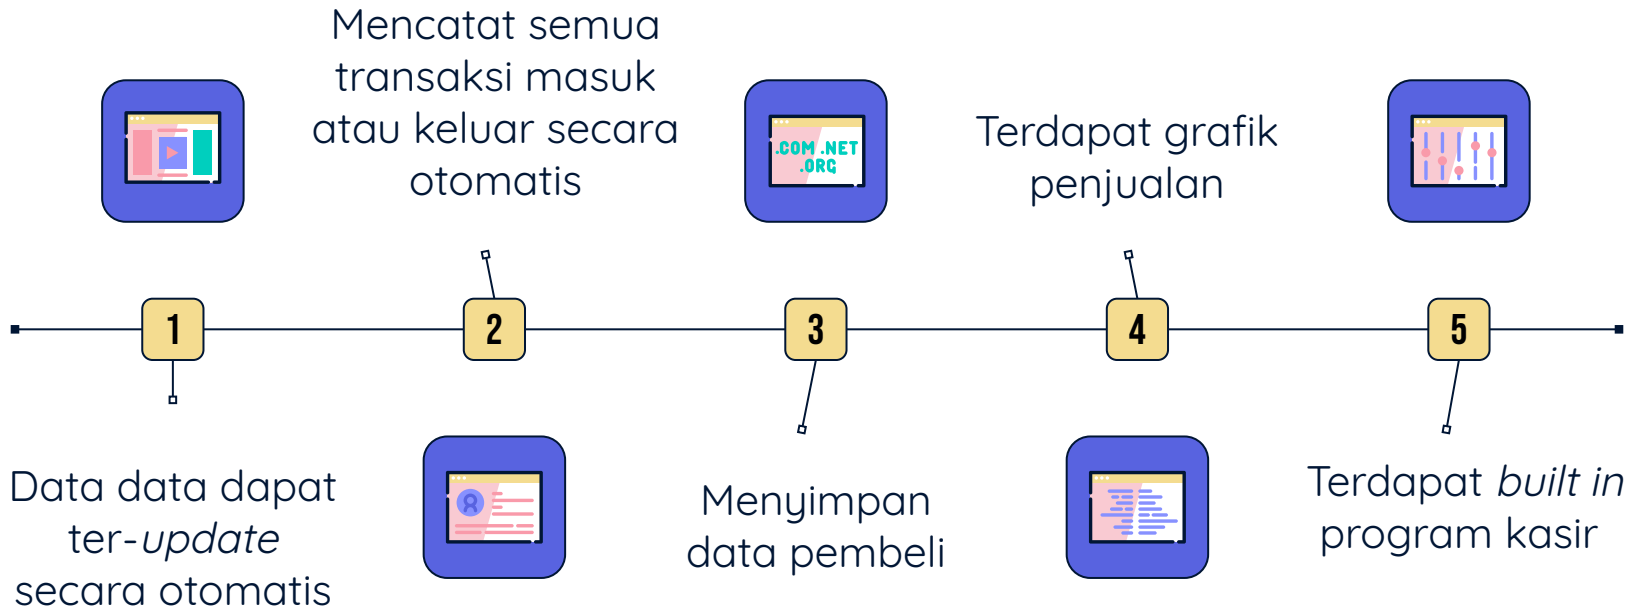 Mencatat semua
transaksi masuk
atau keluar secara
otomatis
.COM .NET
.ORG
Terdapat grafik
penjualan
1
2
3
4
5
Data data dapat
ter-update
secara otomatis
Menyimpan
data pembeli
Terdapat built in
program kasir